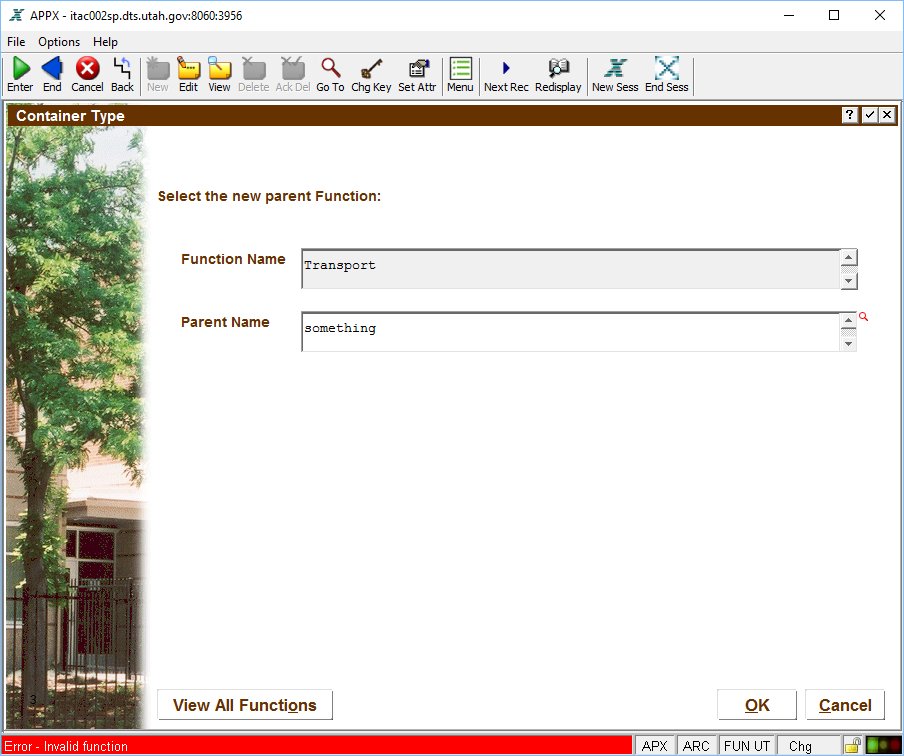 APPX - itac002sp.dts.utah.gov:8060:3956
File Options Help
Enter End Cancel Back New Edit View Delete Ack Del Go To Chg Key Set Attr Menu Next Rec Redisplay New Sess End Sess
Container Type
?
Select the new parent Function:
Function Name Transport
Parent Name something
3
View All Functions OK Cancel
Error - Invalid function APX ARC FUN UT Chg